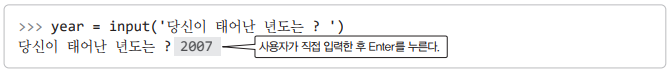 >>> year = input('당신이 태어난 년도는 ? ')
당신이 태어난 년도는 ? 2007 사용자가 직접 입력한 후 Enter를 누른다.